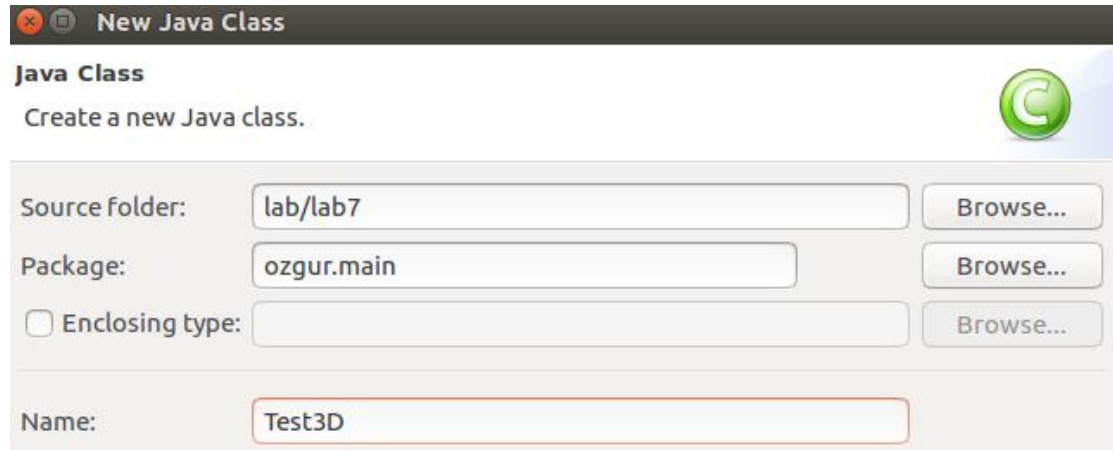 New Java Class
Java Class
Create a new Java class.
Source folder: lab/lab7 Browse...
Package: ozgur.main Browse...
Enclosing type: Browse...
Name: Test3D